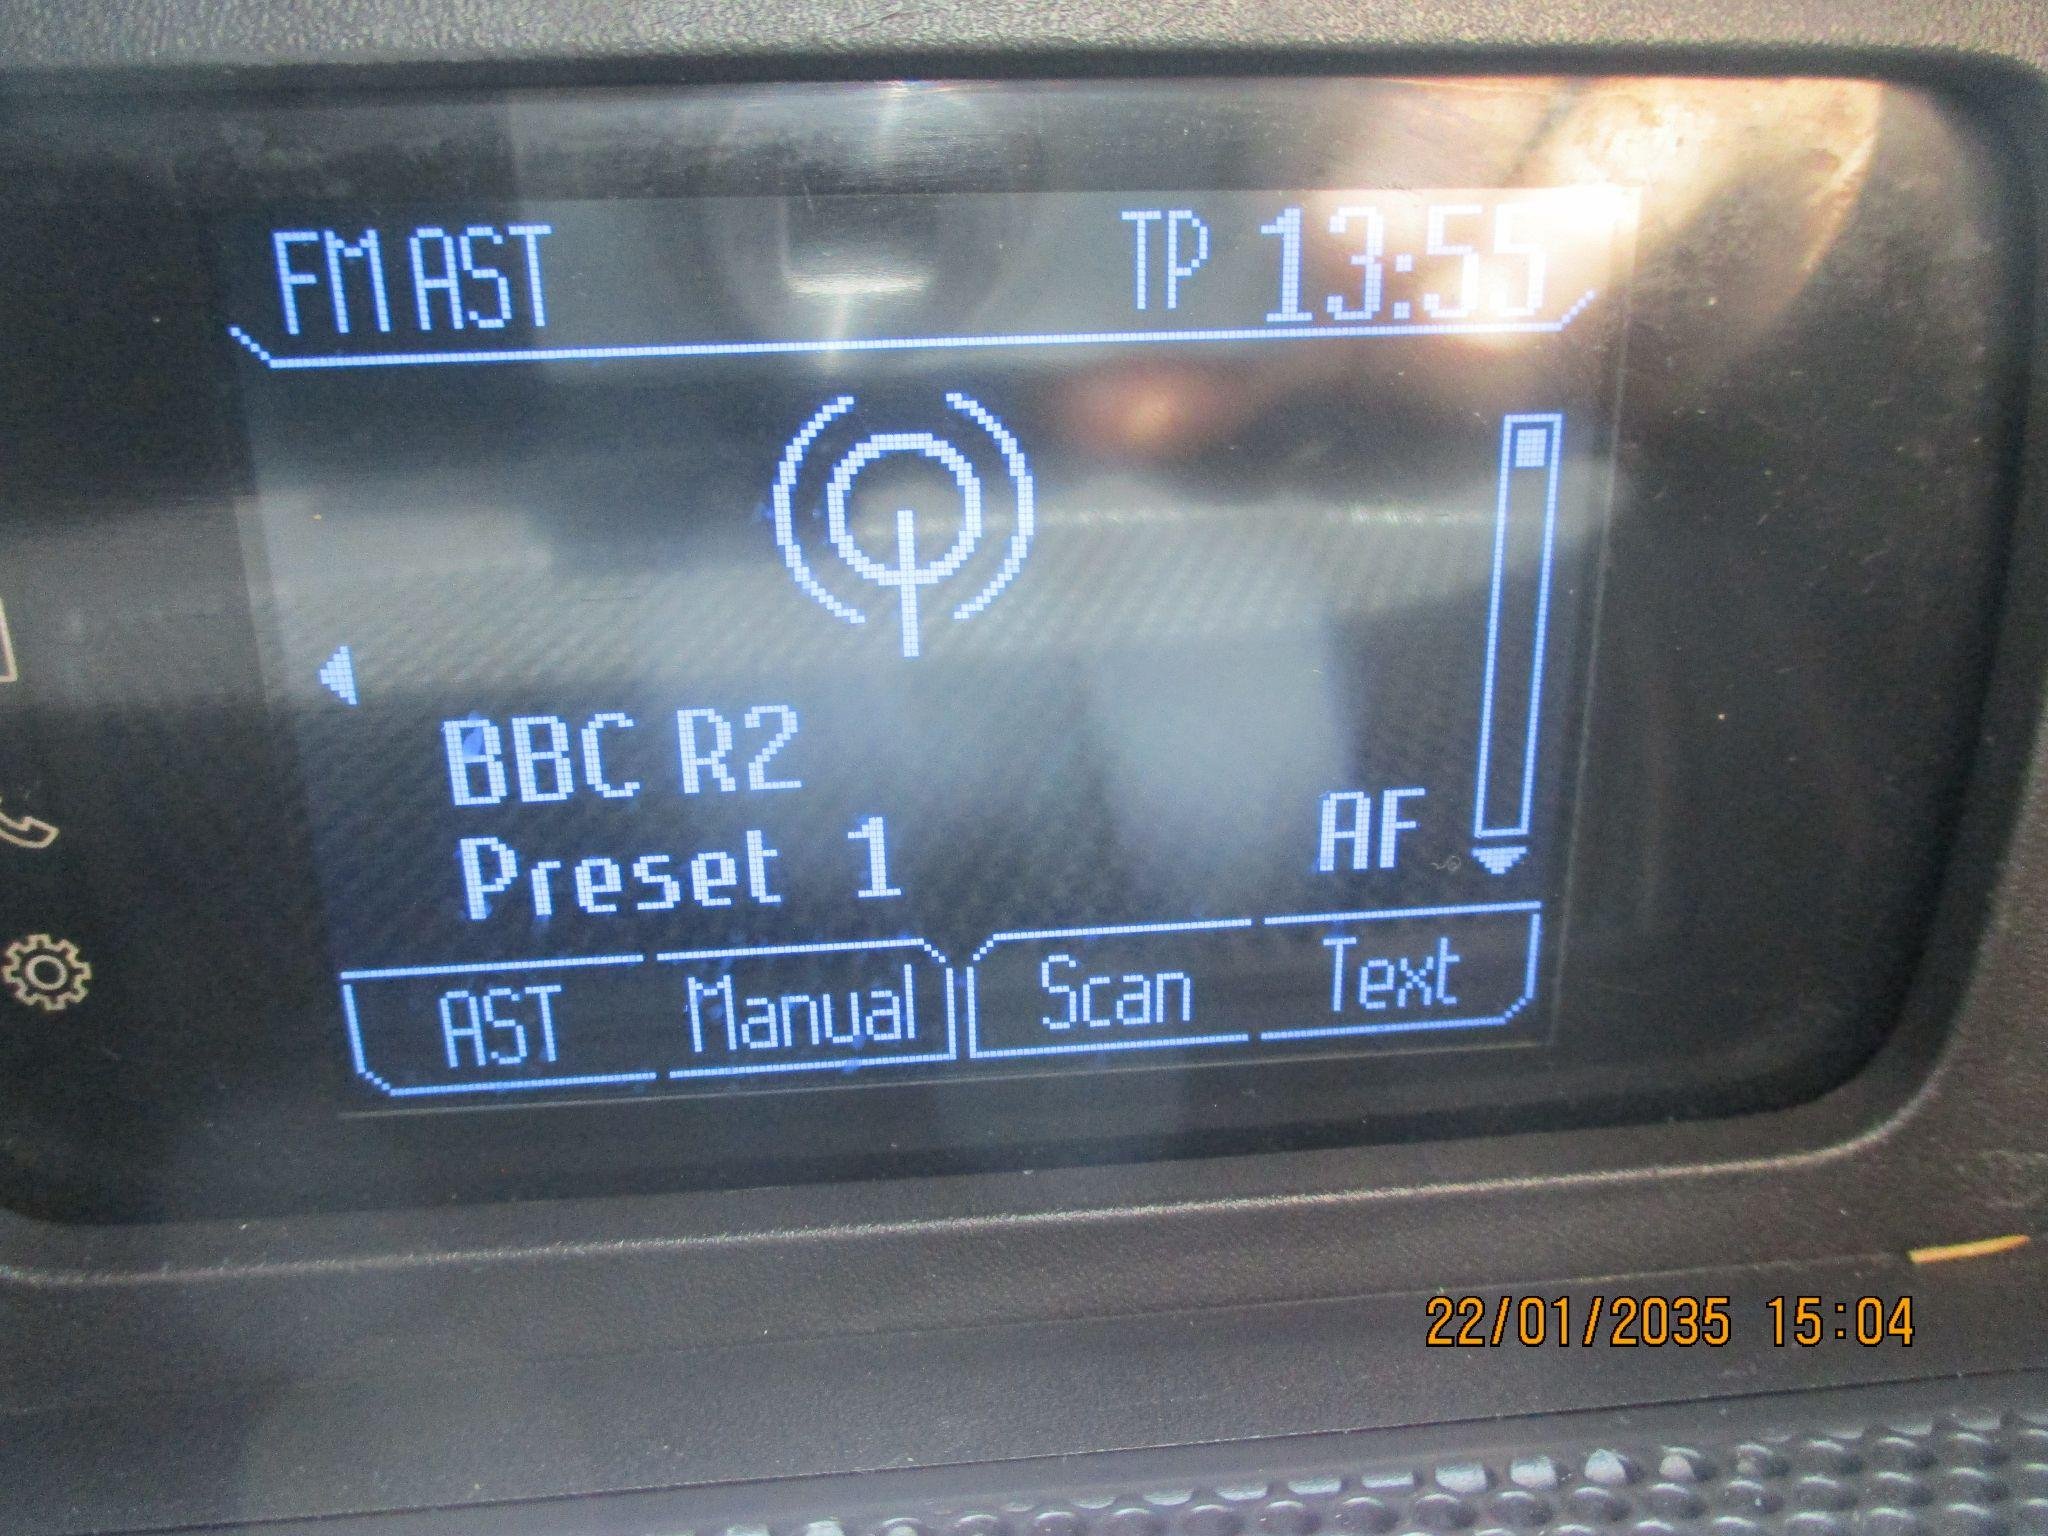 FM AST TP 13:55
BBC R2
Preset 1 AF
AST Manual Scan Text
22/01/2035 15:04